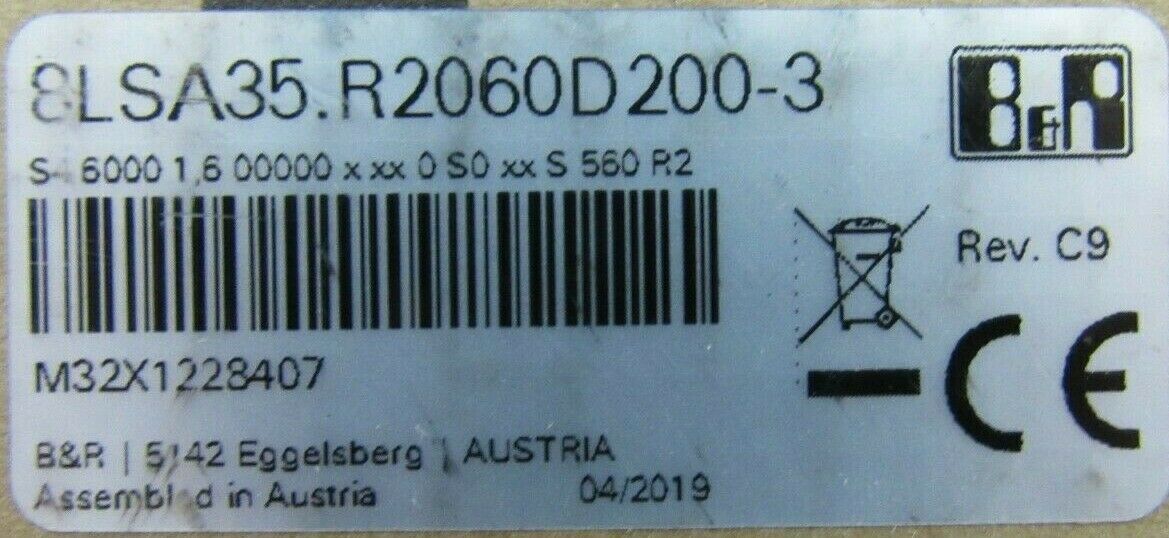 8LSA35.R2060D200-3
B&R
6000 1,6 00000 x xx 0 S0 xx S 560 R2
Rev. C9
CE
M32X1228407
B&R | 5142 Eggelsberg | AUSTRIA
Assembled in Austria 04/2019